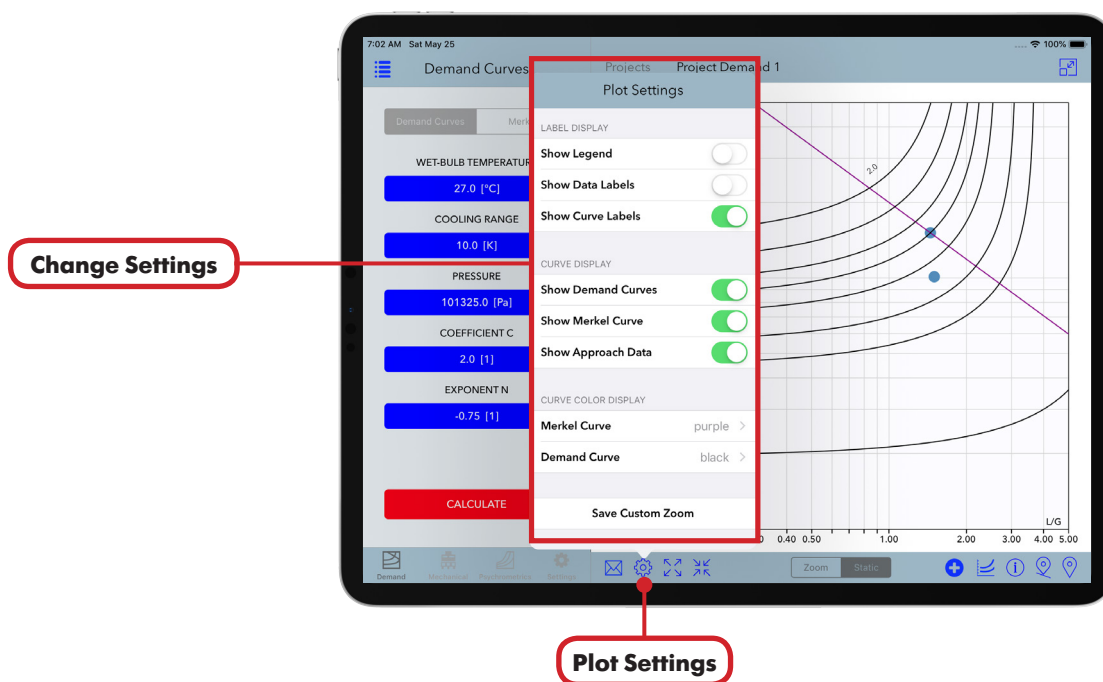 7:02 AM Sat May 25
100%
Demand Curves
Projects Project Demand 1
Plot Settings
Demand Curves Merk
LABEL DISPLAY
Show Legend
Show Data Labels
Show Curve Labels
WET-BULB TEMPERATUR
27.0 [°C]
COOLING RANGE
10.0 [K]
PRESSURE
101325.0 [Pa]
COEFFICIENT C
2.0 [1]
EXPONENT N
-0.75 [1]
CALCULATE
CURVE DISPLAY
Show Demand Curves
Show Merkel Curve
Show Approach Data
CURVE COLOR DISPLAY
Merkel Curve purple
Demand Curve black
Save Custom Zoom
2.0
L/G
0.40 0.50 1.00 2.00 3.00 4.00 5.00
Demand Mechanical Psychrometrics Settings
Zoom Static
Change Settings
Plot Settings